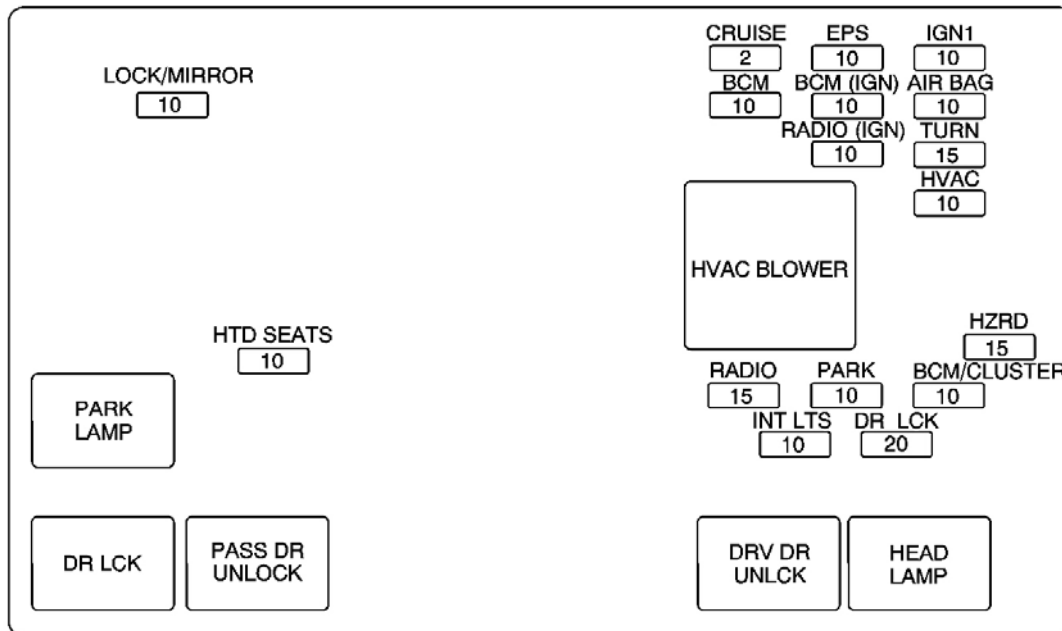 CRUISE EPS IGN1
2 10 10
LOCK/MIRROR
10
BCM BCM (IGN) AIR BAG
10 10 10
RADIO (IGN) TURN
10 15
HVAC
10
HVAC BLOWER
HTD SEATS
10
HZRD
15
RADIO PARK BCM/CLUSTER
15 10 10
INT LTS DR LCK
10 20
PARK
LAMP
DR LCK
PASS DR
UNLOCK
DRV DR
UNLCK
HEAD
LAMP